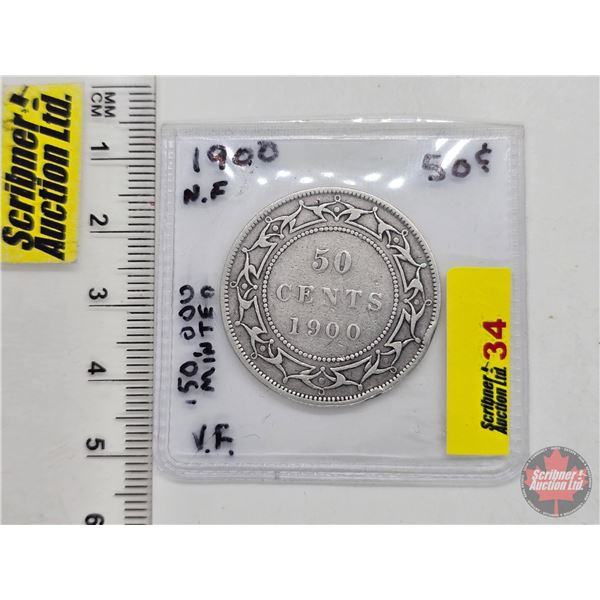 Scribner
Auction Ltd.
MM
CM
1
2
3
4
5
6
1900
N.F
50¢
150,000
MINTED
V.F.
50
CENTS
1900
34
Scribner
Auction Ltd.
Scribner
Auction Ltd.